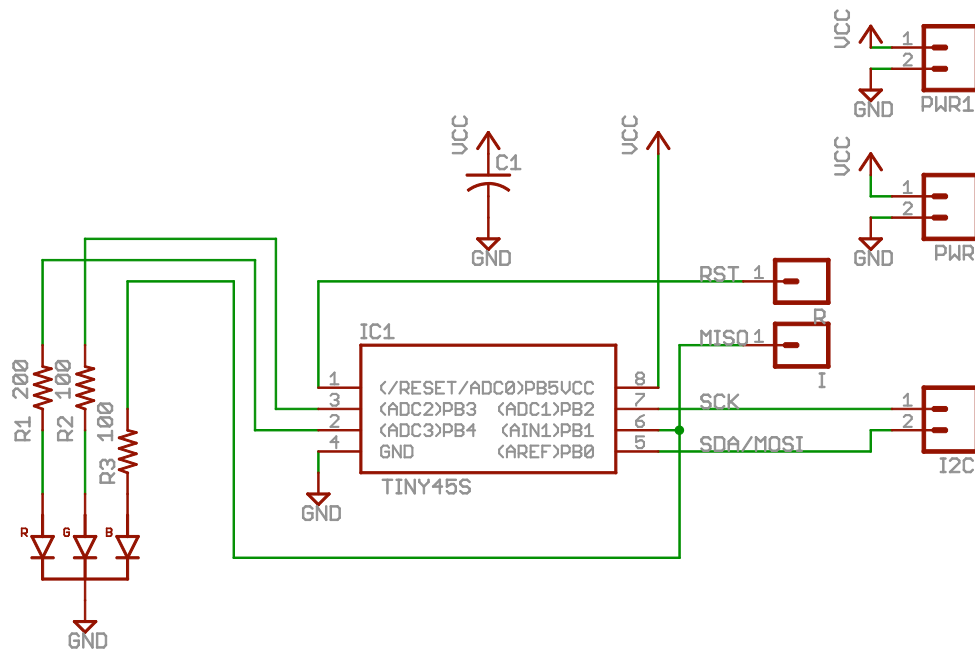 VCC
1
2
GND
PWR1
VCC
C1
GND
VCC
VCC
1
2
GND
PWR
RST 1
R
MISO 1
I
IC1
1 (/RESET/ADC0)PB5 VCC 8
3 (ADC2)PB3 (ADC1)PB2 7
2 (ADC3)PB4 (AIN1)PB1 6
4 GND (AREF)PB0 5
TINY45S
GND
SCK 1
2
SDA/MOSI
I2C
R1 200
R2 100
R3 100
R G B
GND